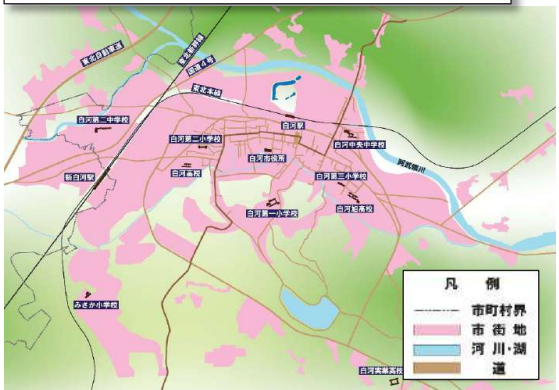 東北自動車道
東北新幹線
国道4号
東北本線
白河第二中学校
白河駅
白河第二小学校
白河中央中学校
白河市役所
阿武隈川
新白河駅
白河高校
白河第三小学校
白河旭高校
白河第一小学校
みさか小学校
白河実業高校
凡例
市町村界
市街地
河川・湖
道